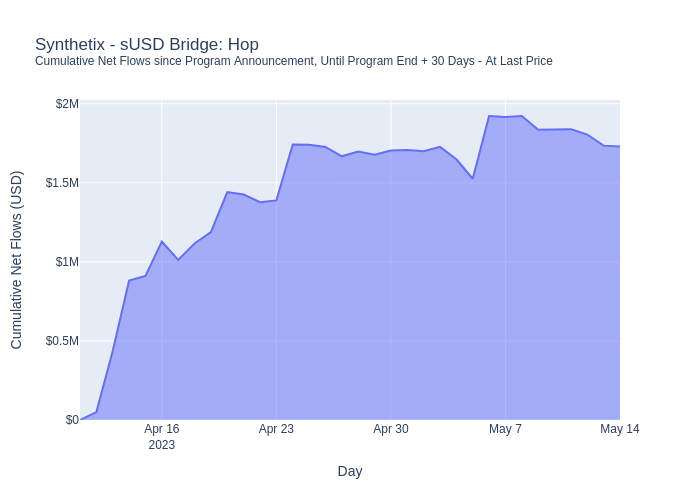 Synthetix - sUSD Bridge: Hop
Cumulative Net Flows since Program Announcement, Until Program End + 30 Days - At Last Price
Cumulative Net Flows (USD)
$2M
$1.5M
$1M
$0.5M
$0
Apr 16
2023
Apr 23
Apr 30
May 7
May 14
Day